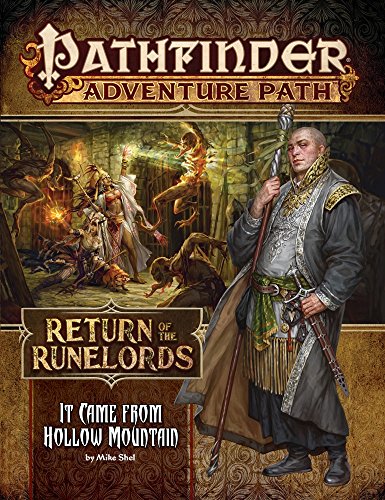 PATHFINDER®
ADVENTURE PATH
RETURN OF THE
RUNELORDS
IT CAME FROM
HOLLOW MOUNTAIN
by Mike Shel